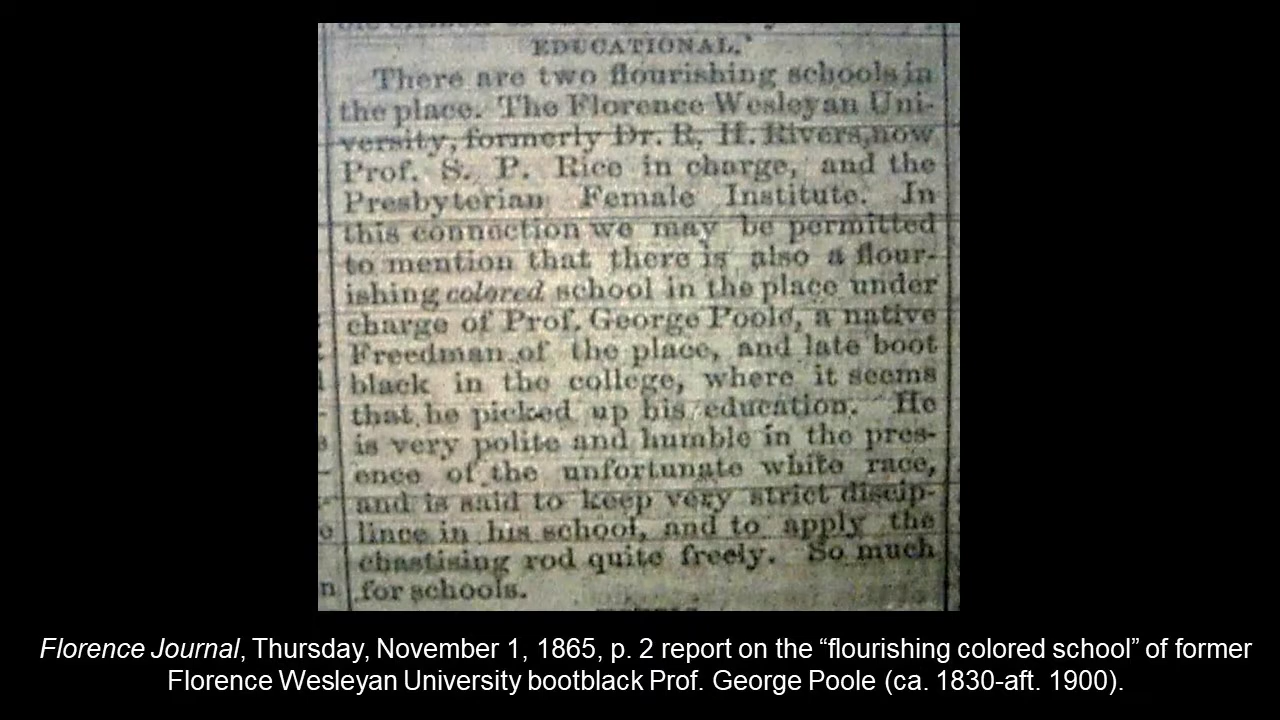 EDUCATIONAL.
There are two flourishing schools in
the place. The Florence Wesleyan Uni-
versity, formerly Dr. R. H. Rivers, now
Prof. S. P. Rice in charge, and the
Presbyterian Female Institute. In
this connection we may be permitted
to mention that there is also a flour-
ishing colored school in the place under
charge of Prof. George Poole, a native
Freedman of the place, and late boot
black in the college, where it seems
that he picked up his education. He
is very polite and humble in the pres-
ence of the unfortunate white race,
and is said to keep very strict discip-
lince in his school, and to apply the
chastising rod quite freely. So much
for schools.
Florence Journal, Thursday, November 1, 1865, p. 2 report on the “flourishing colored school” of former
Florence Wesleyan University bootblack Prof. George Poole (ca. 1830-aft. 1900).